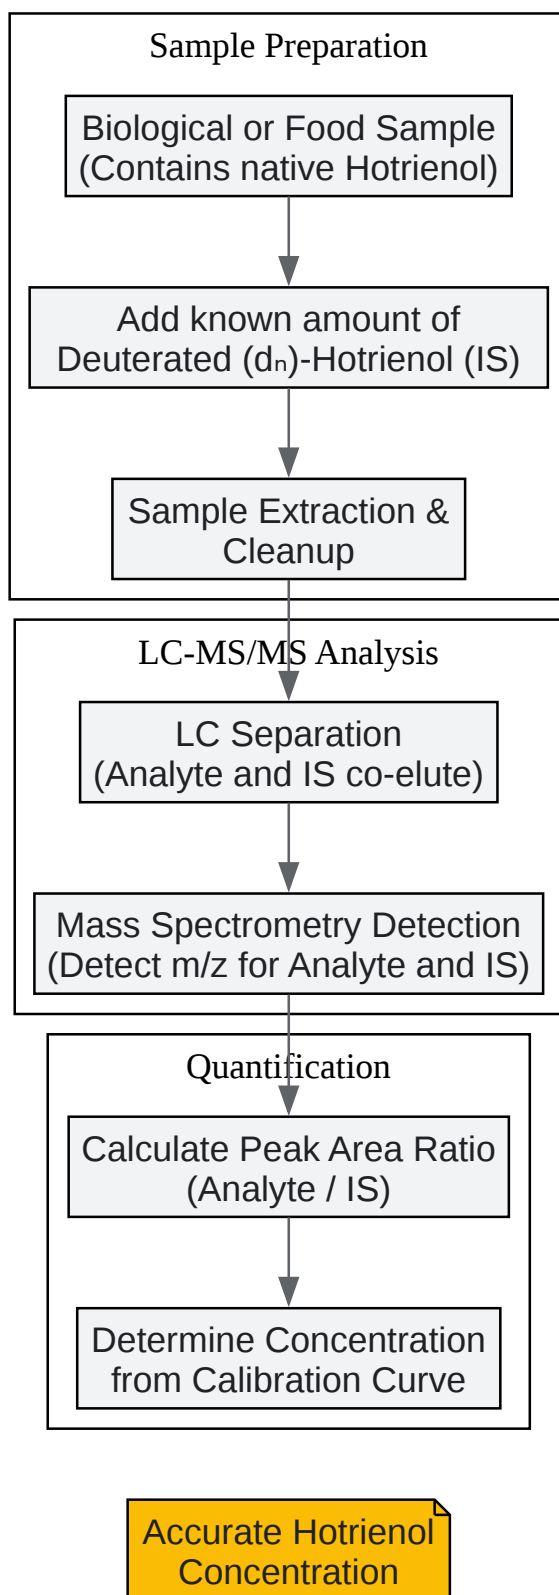 Sample Preparation
Biological or Food Sample
(Contains native Hotrienol)
Add known amount of
Deuterated (dₙ)-Hotrienol (IS)
Sample Extraction &
Cleanup
LC-MS/MS Analysis
LC Separation
(Analyte and IS co-elute)
Mass Spectrometry Detection
(Detect m/z for Analyte and IS)
Quantification
Calculate Peak Area Ratio
(Analyte / IS)
Determine Concentration
from Calibration Curve
Accurate Hotrienol
Concentration